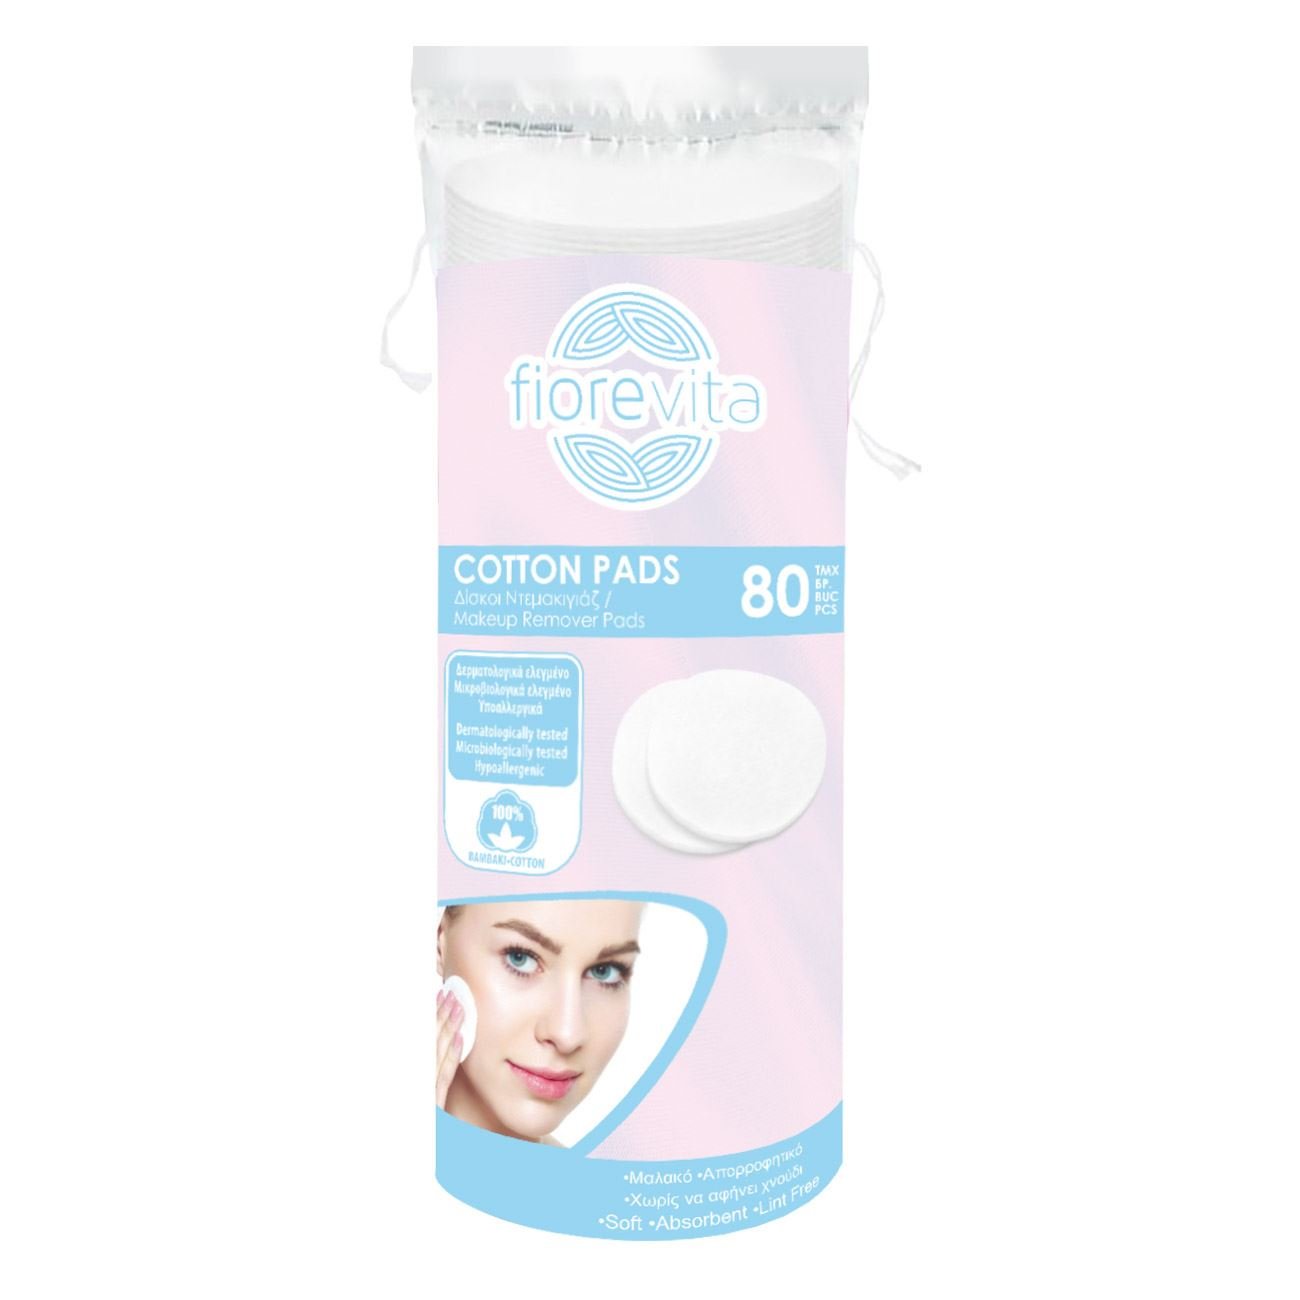 fiorevita
COTTON PADS
Δίσκοι Ντεμακιγιάζ /
Makeup Remover Pads
80
ΤΜΧ
БР.
BUC
PCS
Δερματολογικά ελεγμένο
Μικροβιολογικά ελεγμένο
Υποαλλεργικά
Dermatologically tested
Microbiologically tested
Hypoallergenic
100%
BAMBAKI•COTTON
•Μαλακό •Απορροφητικό
•Χωρίς να αφήνει χνούδι
•Soft •Absorbent •Lint Free